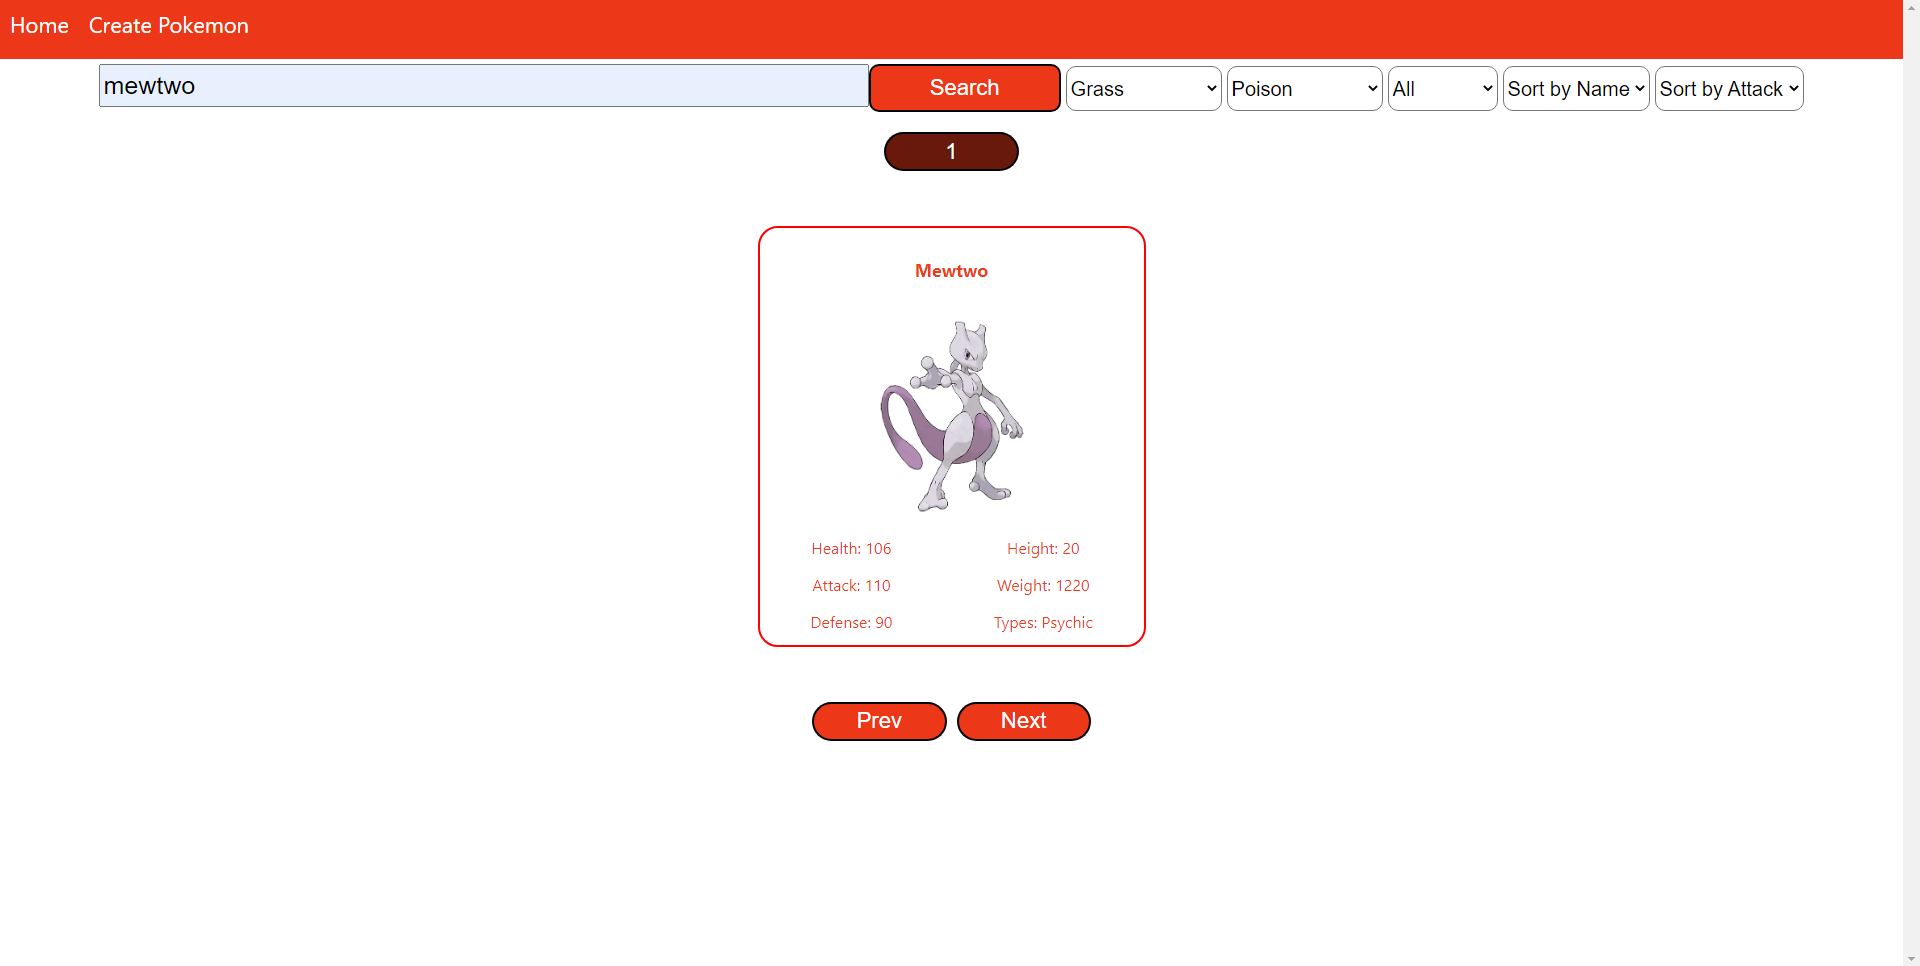 Home Create Pokemon
mewtwo Search Grass Poison All Sort by Name Sort by Attack
1
Mewtwo
Health: 106 Height: 20
Attack: 110 Weight: 1220
Defense: 90 Types: Psychic
Prev Next